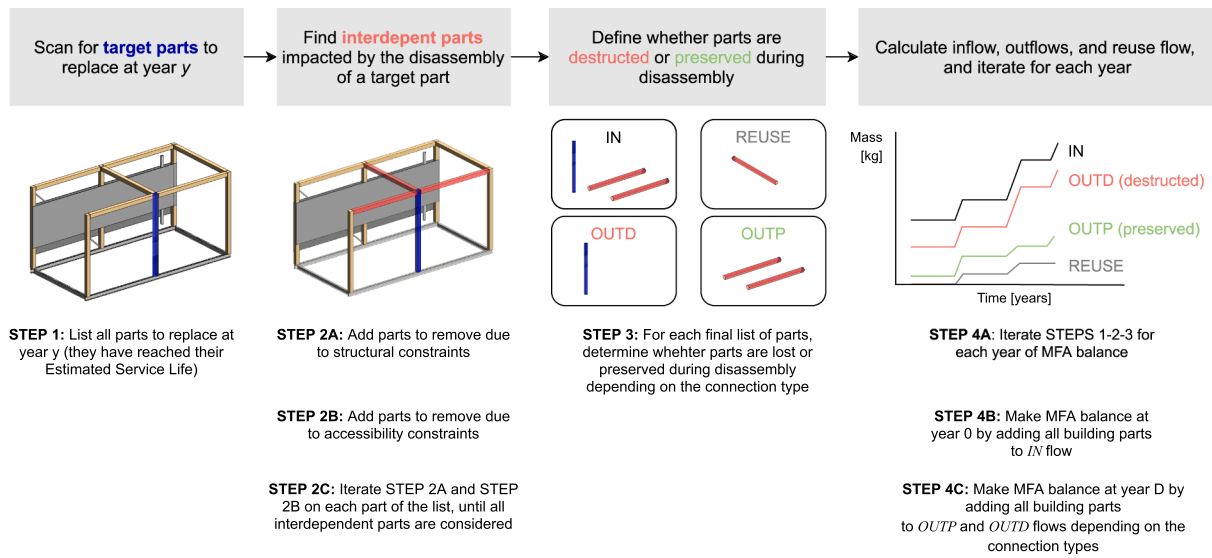 Scan for target parts to
replace at year y
Find interdepent parts
impacted by the disassembly
of a target part
Define whether parts are
destructed or preserved during
disassembly
Calculate inflow, outflows, and reuse flow,
and iterate for each year
IN
REUSE
OUTD
OUTP
Mass
[kg]
IN
OUTD (destructed)
OUTP (preserved)
REUSE
Time [years]
STEP 1: List all parts to replace at
year y (they have reached their
Estimated Service Life)
STEP 2A: Add parts to remove due
to structural constraints
STEP 2B: Add parts to remove due
to accessibility constraints
STEP 2C: Iterate STEP 2A and STEP
2B on each part of the list, until all
interdependent parts are considered
STEP 3: For each final list of parts,
determine whehter parts are lost or
preserved during disassembly
depending on the connection type
STEP 4A: Iterate STEPS 1-2-3 for
each year of MFA balance
STEP 4B: Make MFA balance at
year 0 by adding all building parts
to IN flow
STEP 4C: Make MFA balance at year D by
adding all building parts
to OUTP and OUTD flows depending on the
connection types